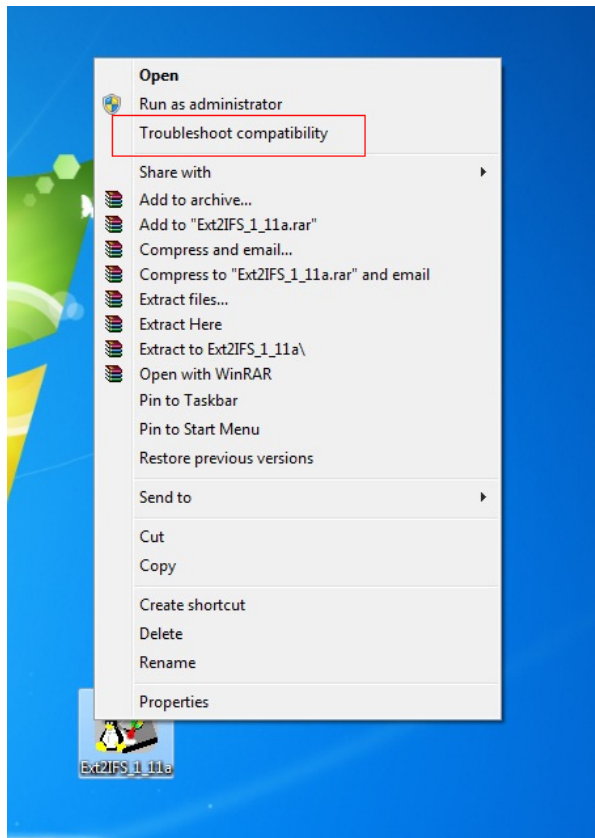 Open
Run as administrator
Troubleshoot compatibility
Share with
Add to archive...
Add to "Ext2IFS_1_11a.rar"
Compress and email...
Compress to "Ext2IFS_1_11a.rar" and email
Extract files...
Extract Here
Extract to Ext2IFS_1_11a\
Open with WinRAR
Pin to Taskbar
Pin to Start Menu
Restore previous versions
Send to
Cut
Copy
Create shortcut
Delete
Rename
Properties
Ext2IFS_1_11a